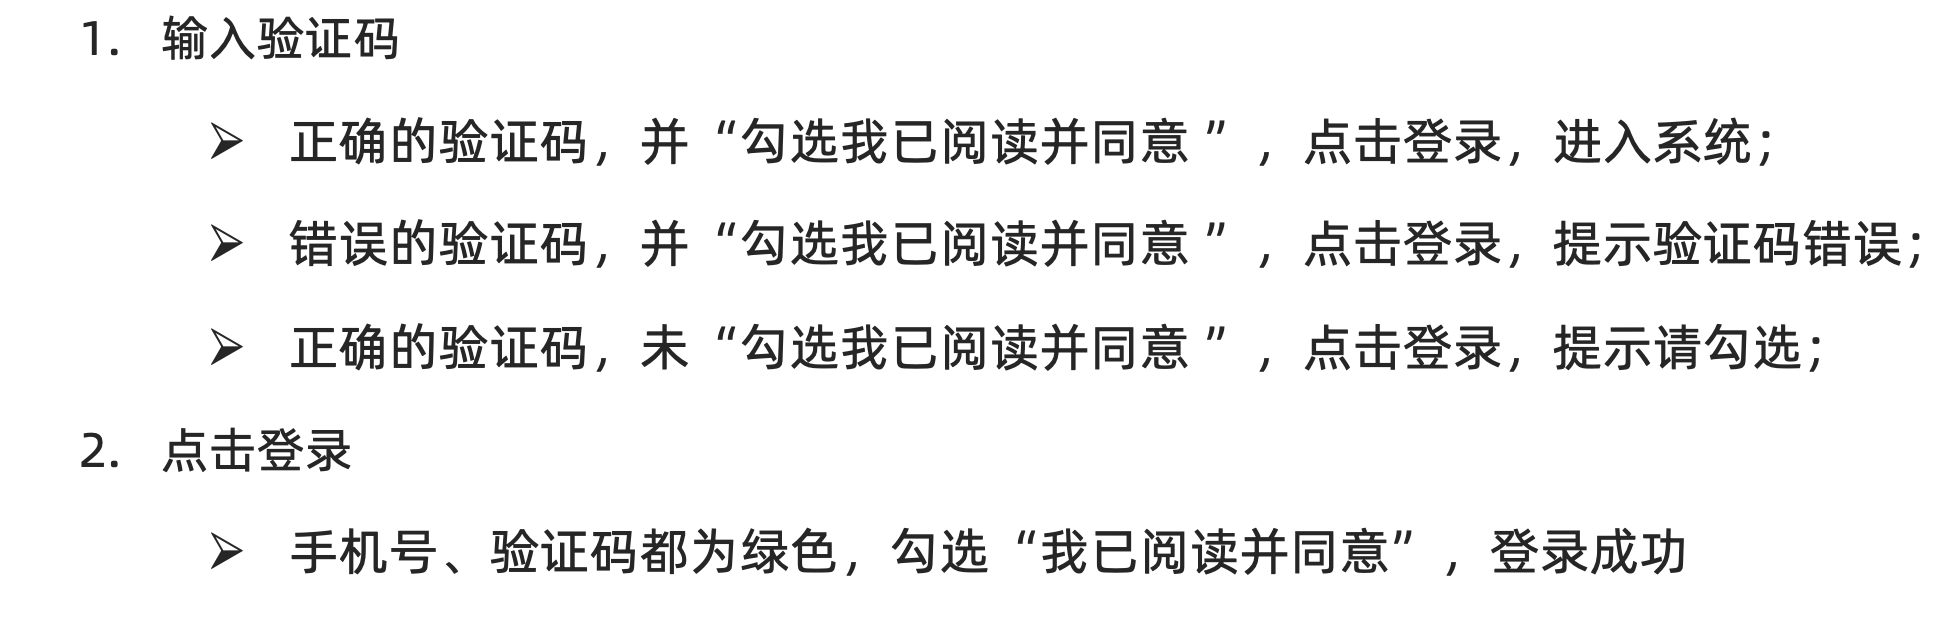 1. 输入验证码
➢ 正确的验证码，并“勾选我已阅读并同意 ”，点击登录，进入系统；
➢ 错误的验证码，并“勾选我已阅读并同意 ”，点击登录，提示验证码错误；
➢ 正确的验证码，未“勾选我已阅读并同意 ”，点击登录，提示请勾选；
2. 点击登录
➢ 手机号、验证码都为绿色，勾选“我已阅读并同意”，登录成功